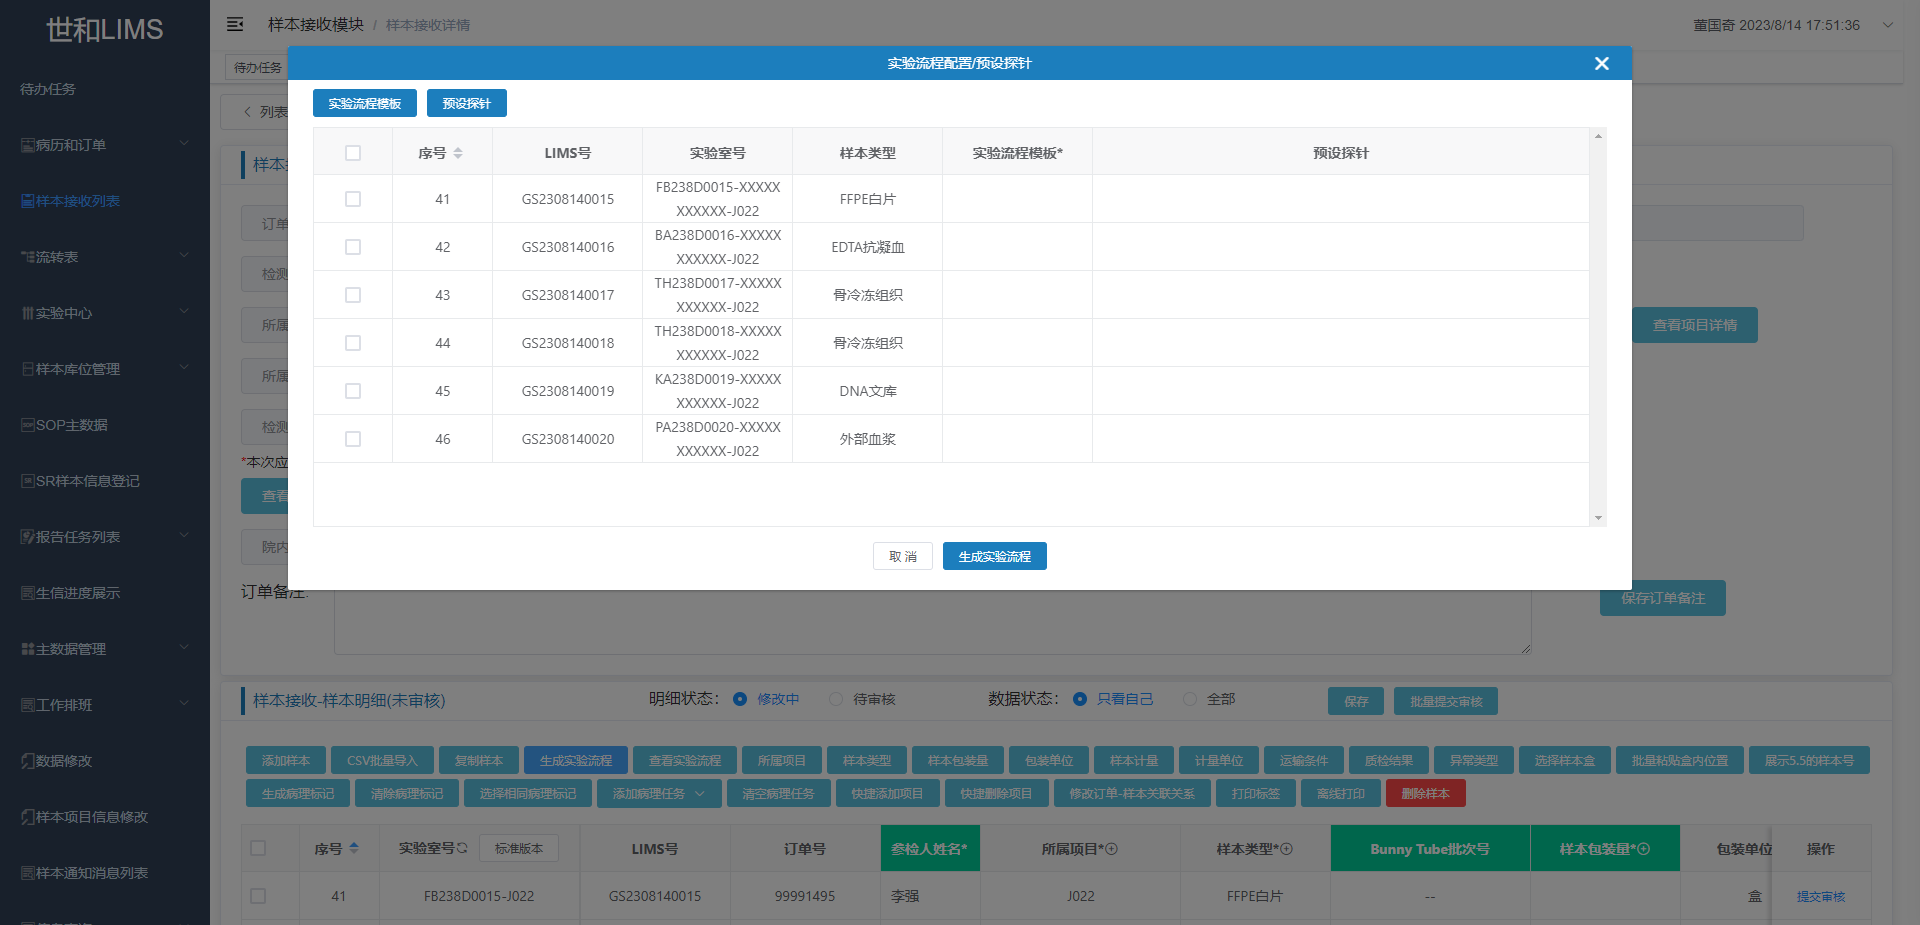 世和LIMS
待办任务
病历和订单
样本接收列表
流转表
实验中心
样本库位管理
SOP主数据
SR样本信息登记
报告任务列表
生信进度展示
主数据管理
工作排班
数据修改
样本项目信息修改
样本通知消息列表
样本接收模块 / 样本接收详情
董国奇 2023/8/14 17:51:36
待办任务
列表
实验流程配置/预设探针
实验流程模板 预设探针
序号 LIMS号 实验室号 样本类型 实验流程模板* 预设探针
41 GS2308140015 FB238D0015-XXXXX
XXXXXX-J022 FFPE白片
42 GS2308140016 BA238D0016-XXXXX
XXXXXX-J022 EDTA抗凝血
43 GS2308140017 TH238D0017-XXXXX
XXXXXX-J022 骨冷冻组织
44 GS2308140018 TH238D0018-XXXXX
XXXXXX-J022 骨冷冻组织
45 GS2308140019 KA238D0019-XXXXX
XXXXXX-J022 DNA文库
46 GS2308140020 PA238D0020-XXXXX
XXXXXX-J022 外部血浆
取 消 生成实验流程
样本接
订单
检测
所属
查看项目详情
所属
检测
*本次应
查看
院内
订单备注:
保存订单备注
样本接收-样本明细(未审核) 明细状态: 修改中 待审核 数据状态: 只看自己 全部 保存 批量提交审核
添加样本 CSV批量导入 复制样本 生成实验流程 查看实验流程 所属项目 样本类型 样本包装量 包装单位 样本计量 计量单位 运输条件 质检结果 异常类型 选择样本盒 批量粘贴盒内位置 展示5.5的样本号
生成病理标记 清除病理标记 选择相同病理标记 添加病理任务 清空病理任务 快捷添加项目 快捷删除项目 修改订单-样本关联关系 打印标签 离线打印 删除样本
序号 实验室号 标准版本 LIMS号 订单号 参检人姓名* 所属项目* 样本类型* Bunny Tube批次号 样本包装量* 包装单位 操作
41 FB238D0015-J022 GS2308140015 99991495 李强 J022 FFPE白片 -- 盒 提交审核